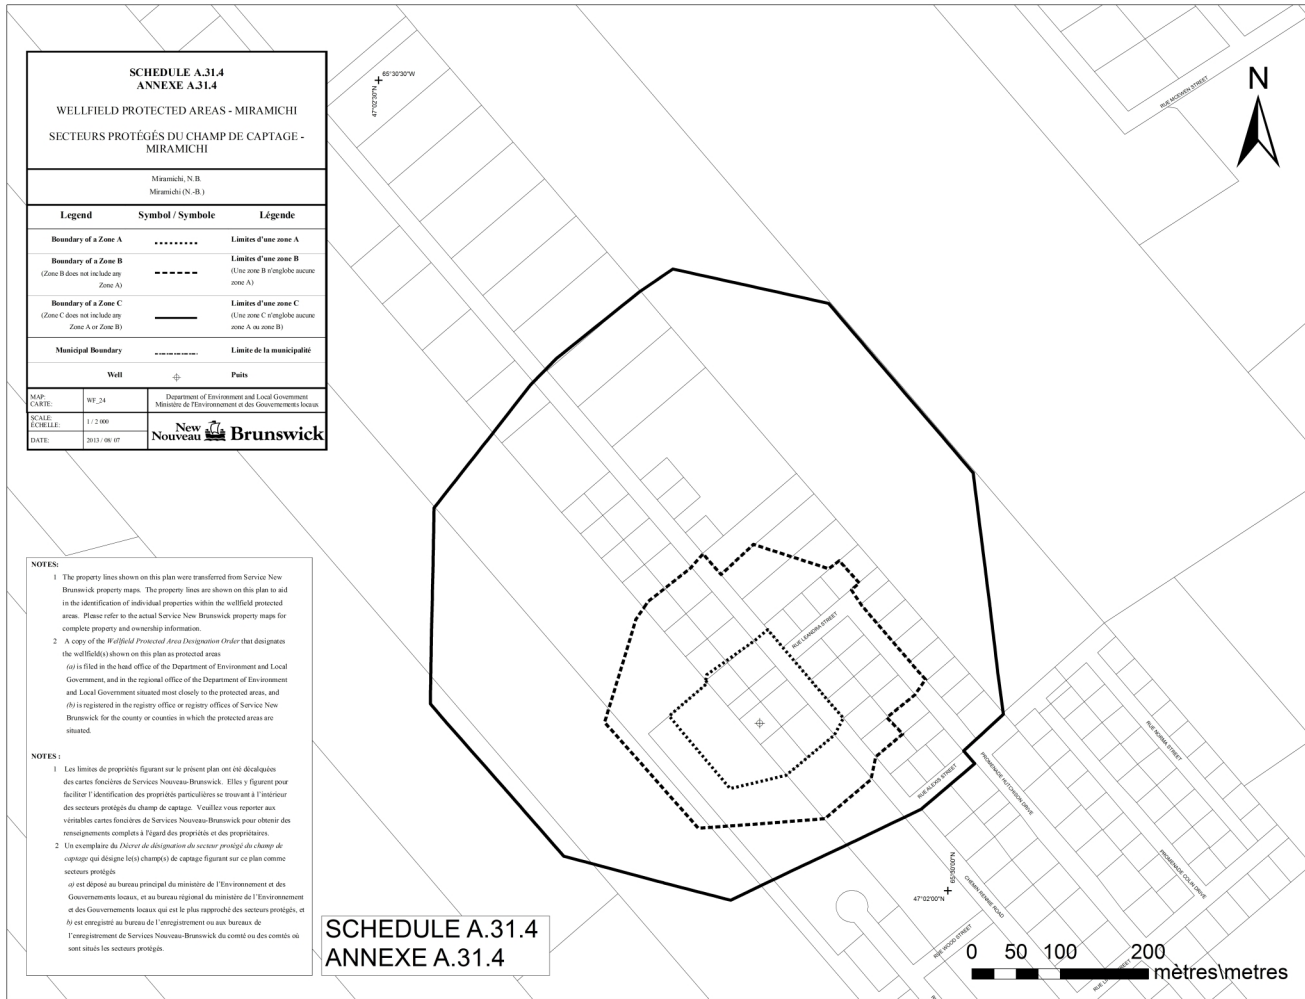 SCHEDULE A.31.4
ANNEXE A.31.4
WELLFIELD PROTECTED AREAS - MIRAMICHI
SECTEURS PROTÉGÉS DU CHAMP DE CAPTAGE -
MIRAMICHI
Miramichi, N.B.
Miramichi (N.-B.)
Legend Symbol / Symbole Légende
Boundary of a Zone A Limites d'une zone A
Boundary of a Zone B Limites d'une zone B
(Zone B does not include any (Une zone B n'englobe aucune
Zone A) zone A)
Boundary of a Zone C Limites d'une zone C
(Zone C does not include any (Une zone C n'englobe aucune
Zone A or Zone B) zone A ou zone B)
Municipal Boundary Limite de la municipalité
Well Puits
MAP:
CARTE:
WF_24
Department of Environment and Local Government
Ministère de l'Environnement et des Gouvernements locaux
SCALE:
ÉCHELLE:
1 / 2 000
DATE:
2013 / 08/ 07
New
Nouveau Brunswick
NOTES:
1 The property lines shown on this plan were transferred from Service New
Brunswick property maps. The property lines are shown on this plan to aid
in the identification of individual properties within the wellfield protected
areas. Please refer to the actual Service New Brunswick property maps for
complete property and ownership information.
2 A copy of the Wellfield Protected Area Designation Order that designates
the wellfield(s) shown on this plan as protected areas
(a) is filed in the head office of the Department of Environment and Local
Government, and in the regional office of the Department of Environment
and Local Government situated most closely to the protected areas, and
(b) is registered in the registry office or registry offices of Service New
Brunswick for the county or counties in which the protected areas are
situated.
NOTES :
1 Les limites de propriétés figurant sur le présent plan ont été décalquées
des cartes foncières de Services Nouveau-Brunswick. Elles y figurent pour
faciliter l'identification des propriétés particulières se trouvant à l'intérieur
des secteurs protégés du champ de captage. Veuillez vous reporter aux
véritables cartes foncières de Services Nouveau-Brunswick pour obtenir des
renseignements complets à l'égard des propriétés et des propriétaires.
2 Un exemplaire du Décret de désignation du secteur protégé du champ de
captage qui désigne le(s) champ(s) de captage figurant sur ce plan comme
secteurs protégés
a) est déposé au bureau principal du ministère de l'Environnement et des
Gouvernements locaux, et au bureau régional du ministère de l'Environnement
et des Gouvernements locaux qui est le plus rapproché des secteurs protégés, et
b) est enregistré au bureau de l'enregistrement ou aux bureaux de
l'enregistrement de Services Nouveau-Brunswick du comté ou des comtés où
sont situés les secteurs protégés.
SCHEDULE A.31.4
ANNEXE A.31.4
65°30'30"W
47°02'30"N
N
RUE MCEWEN STREET
RUE LEANDRA STREET
RUE ALEXIS STREET
PROMENADE HUTCHISON DRIVE
RUE NORMA STREET
PROMENADE COLIN DRIVE
CHEMIN RENNIE ROAD
RUE WOOD STREET
47°02'00"N
0 50 100 200
mètres\metres